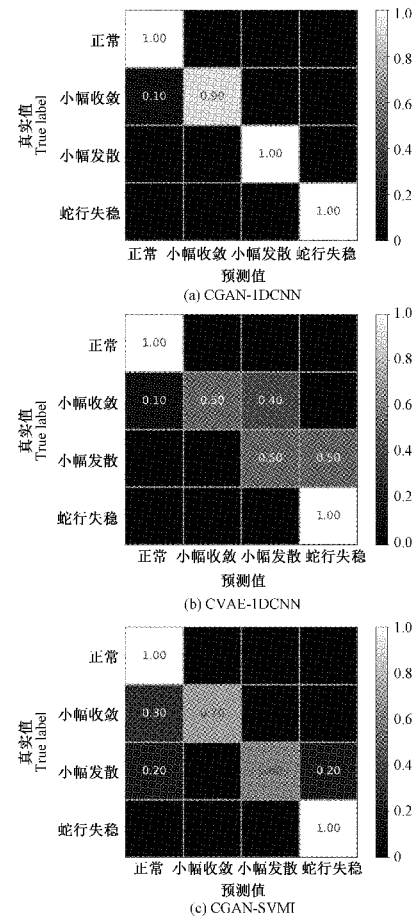 正常 1.00 1.0
0.8
小幅收敛 0.10 0.90
真实值
True label
0.6
小幅发散 1.00 0.4
蛇行失稳 1.00 0.2
0
正常 小幅收敛 小幅发散 蛇行失稳
预测值
(a) CGAN-1DCNN
正常 1.00 1.0
0.8
小幅收敛 0.10 0.50 0.40
真实值
True label
0.6
小幅发散 0.50 0.50 0.4
蛇行失稳 1.00 0.2
0.0
正常 小幅收敛 小幅发散 蛇行失稳
预测值
(b) CVAE-1DCNN
正常 1.00 1.0
0.8
小幅收敛 0.30 0.70
真实值
True label
0.6
小幅发散 0.20 0.20 0.4
蛇行失稳 1.00 0.2
0
正常 小幅收敛 小幅发散 蛇行失稳
预测值
(c) CGAN-SVMI